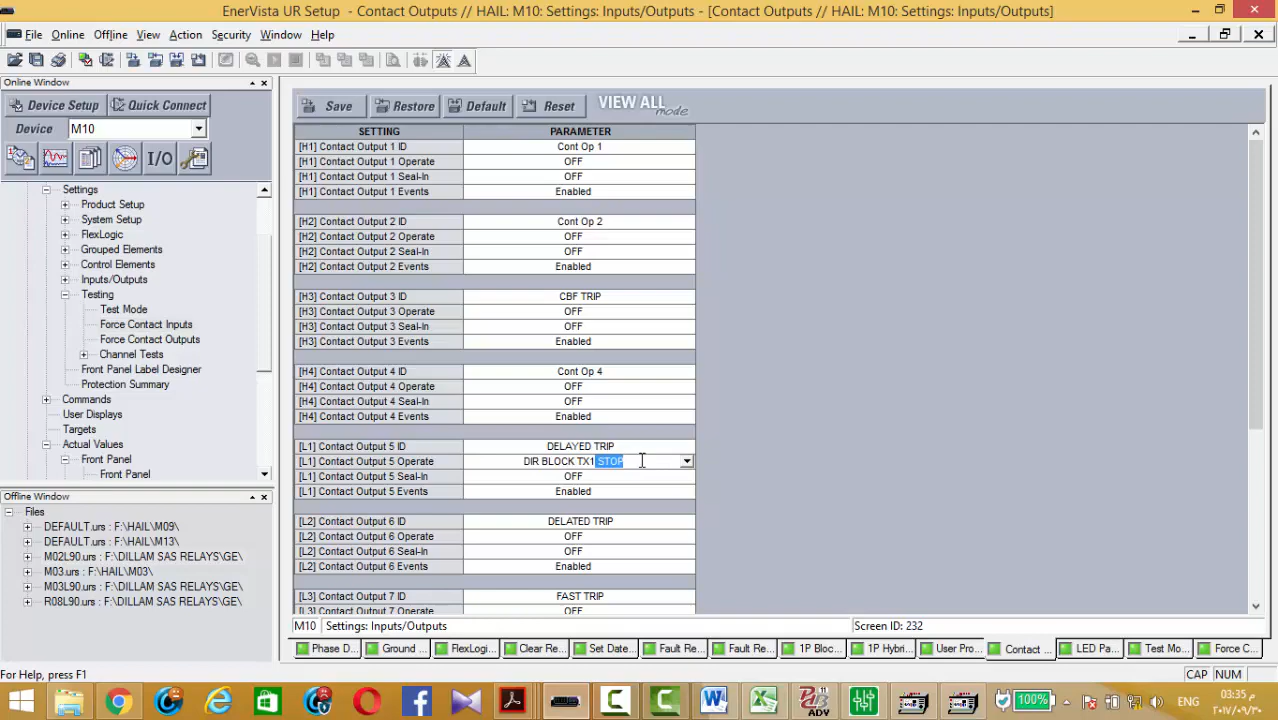 EnerVista UR Setup - Contact Outputs // HAIL: M10: Settings: Inputs/Outputs - [Contact Outputs // HAIL: M10: Settings: Inputs/Outputs]
File Online Offline View Action Security Window Help
Online Window
Device Setup Quick Connect
Device M10
I/O
Settings
Product Setup
System Setup
FlexLogic
Grouped Elements
Control Elements
Inputs/Outputs
Testing
Test Mode
Force Contact Inputs
Force Contact Outputs
Channel Tests
Front Panel Label Designer
Protection Summary
Commands
User Displays
Targets
Actual Values
Front Panel
Front Panel
Offline Window
Files
DEFAULT.urs : F:\HAIL\M09\
DEFAULT.urs : F:\HAIL\M13\
M02L90.urs : F:\DILLAM SAS RELAYS\GE\
M03.urs : F:\HAIL\M03\
M03L90.urs : F:\DILLAM SAS RELAYS\GE\
R08L90.urs : F:\DILLAM SAS RELAYS\GE\
Save Restore Default Reset VIEW ALL mode
SETTING PARAMETER
[H1] Contact Output 1 ID Cont Op 1
[H1] Contact Output 1 Operate OFF
[H1] Contact Output 1 Seal-In OFF
[H1] Contact Output 1 Events Enabled
[H2] Contact Output 2 ID Cont Op 2
[H2] Contact Output 2 Operate OFF
[H2] Contact Output 2 Seal-In OFF
[H2] Contact Output 2 Events Enabled
[H3] Contact Output 3 ID CBF TRIP
[H3] Contact Output 3 Operate OFF
[H3] Contact Output 3 Seal-In OFF
[H3] Contact Output 3 Events Enabled
[H4] Contact Output 4 ID Cont Op 4
[H4] Contact Output 4 Operate OFF
[H4] Contact Output 4 Seal-In OFF
[H4] Contact Output 4 Events Enabled
[L1] Contact Output 5 ID DELAYED TRIP
[L1] Contact Output 5 Operate DIR BLOCK TX1 STOP
[L1] Contact Output 5 Seal-In OFF
[L1] Contact Output 5 Events Enabled
[L2] Contact Output 6 ID DELATED TRIP
[L2] Contact Output 6 Operate OFF
[L2] Contact Output 6 Seal-In OFF
[L2] Contact Output 6 Events Enabled
[L3] Contact Output 7 ID FAST TRIP
[L3] Contact Output 7 Operate OFF
M10 Settings: Inputs/Outputs Screen ID: 232
Phase D... Ground ... FlexLogi... Clear Re... Set Date... Fault Re... Fault Re... 1P Bloc... 1P Hybri... User Pro... Contact ... LED Pa... Test Mo... Force C...
For Help, press F1 CAP NUM
ADV 100% ENG 03:35 م
٢٠١٧/٠٩/٣٠